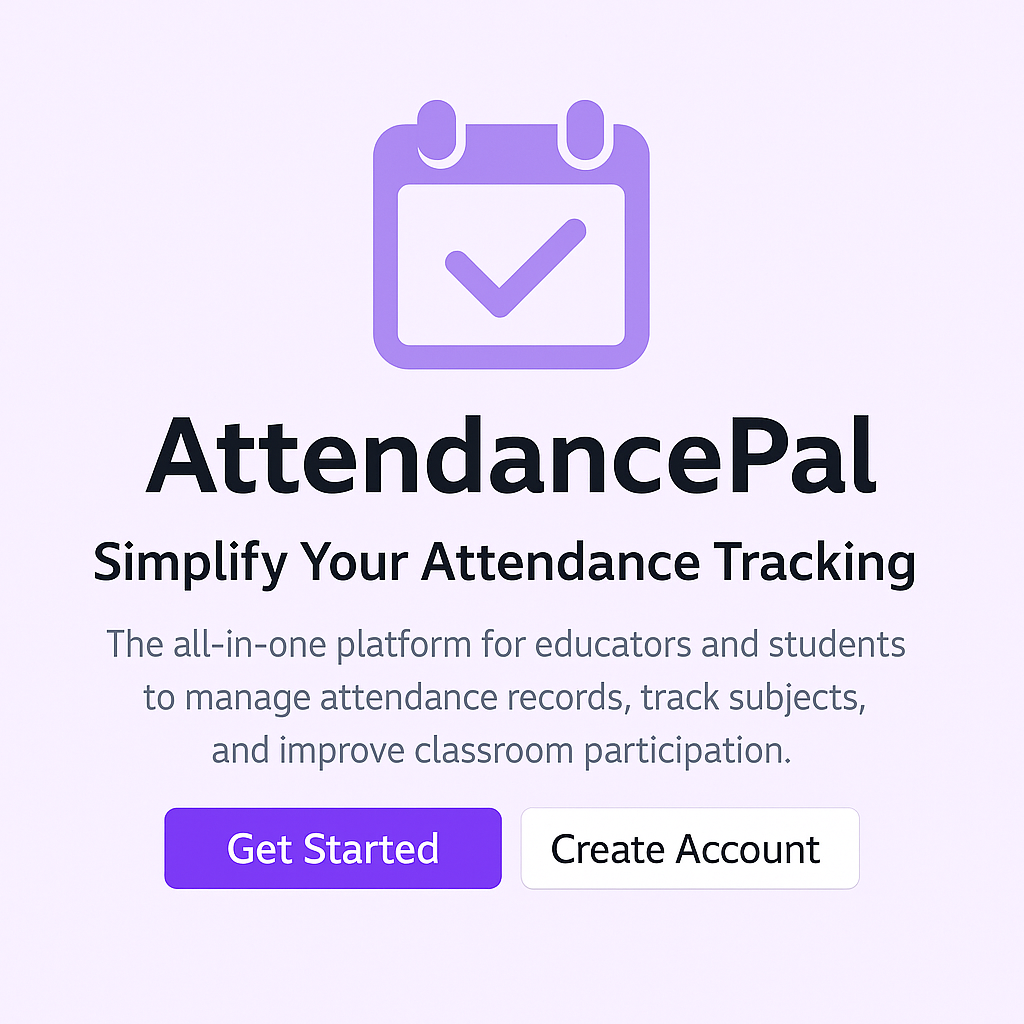 AttendancePal
Simplify Your Attendance Tracking
The all-in-one platform for educators and students
to manage attendance records, track subjects,
and improve classroom participation.
Get Started
Create Account